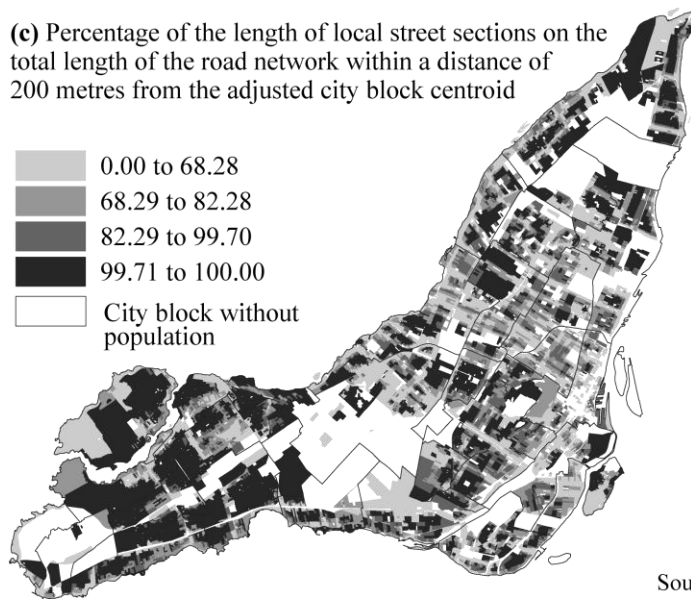 (c) Percentage of the length of local street sections on the
total length of the road network within a distance of
200 metres from the adjusted city block centroid
0.00 to 68.28
68.29 to 82.28
82.29 to 99.70
99.71 to 100.00
City block without
population
Sou